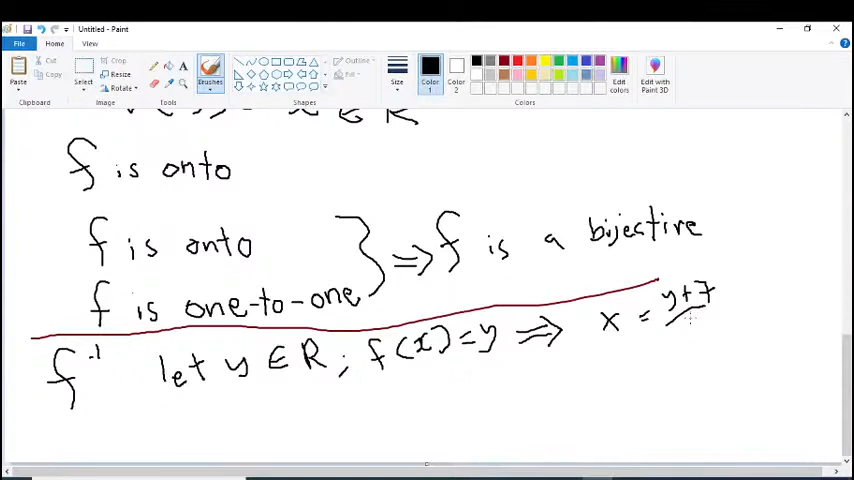 Untitled - Paint
File Home View
Paste
Cut
Copy
Clipboard
Select
Crop
Resize
Rotate
Image
Tools
Brushes
Outline
Fill
Shapes
Size
Color 1
Color 2
Edit colors
Edit with Paint 3D
Colors
∈ R
f is onto
f is onto
f is one-to-one
} ⇒ f is a bijective
f⁻¹ let y ∈ R ; f(x) = y ⇒ x = y+7